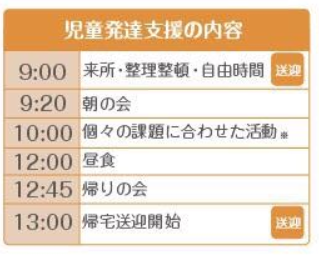 児童発達支援の内容
9:00 来所・整理整頓・自由時間 送迎
9:20 朝の会
10:00 個々の課題に合わせた活動※
12:00 昼食
12:45 帰りの会
13:00 帰宅送迎開始 送迎